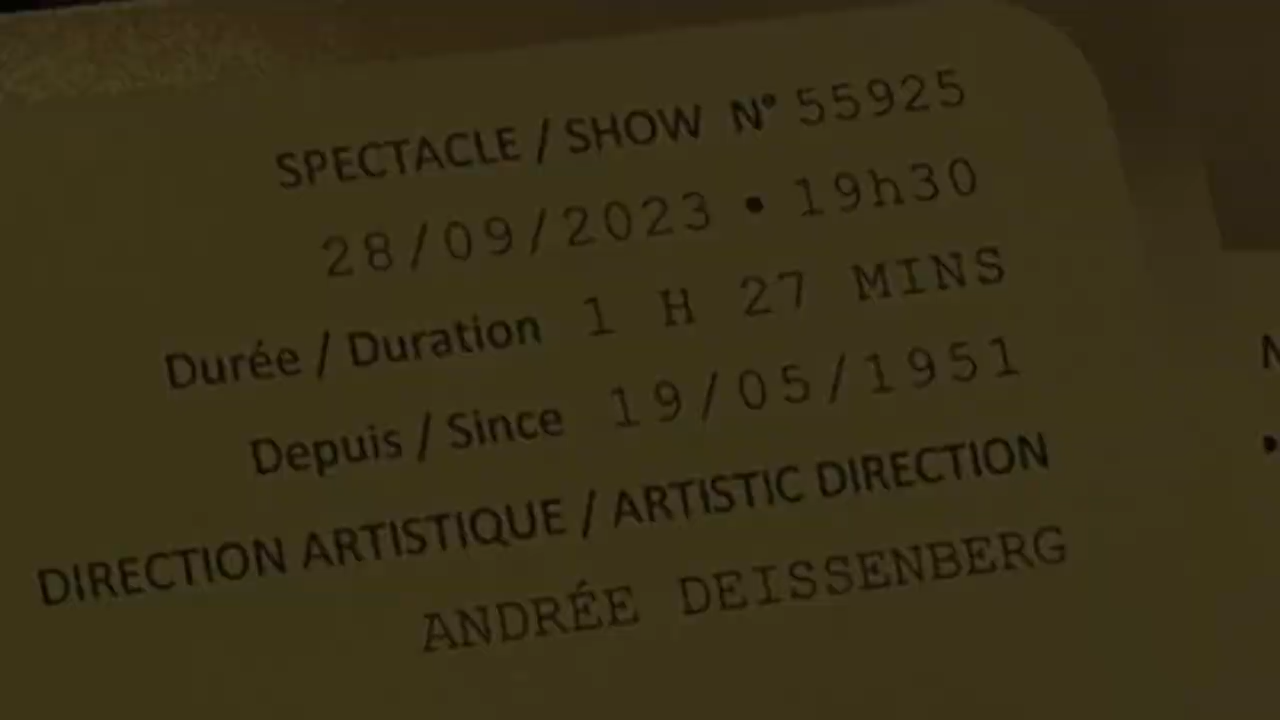 SPECTACLE / SHOW N° 55925
28/09/2023 • 19h30
Durée / Duration 1 H 27 MINS
Depuis / Since 19/05/1951
DIRECTION ARTISTIQUE / ARTISTIC DIRECTION
ANDRÉE DEISSENBERG